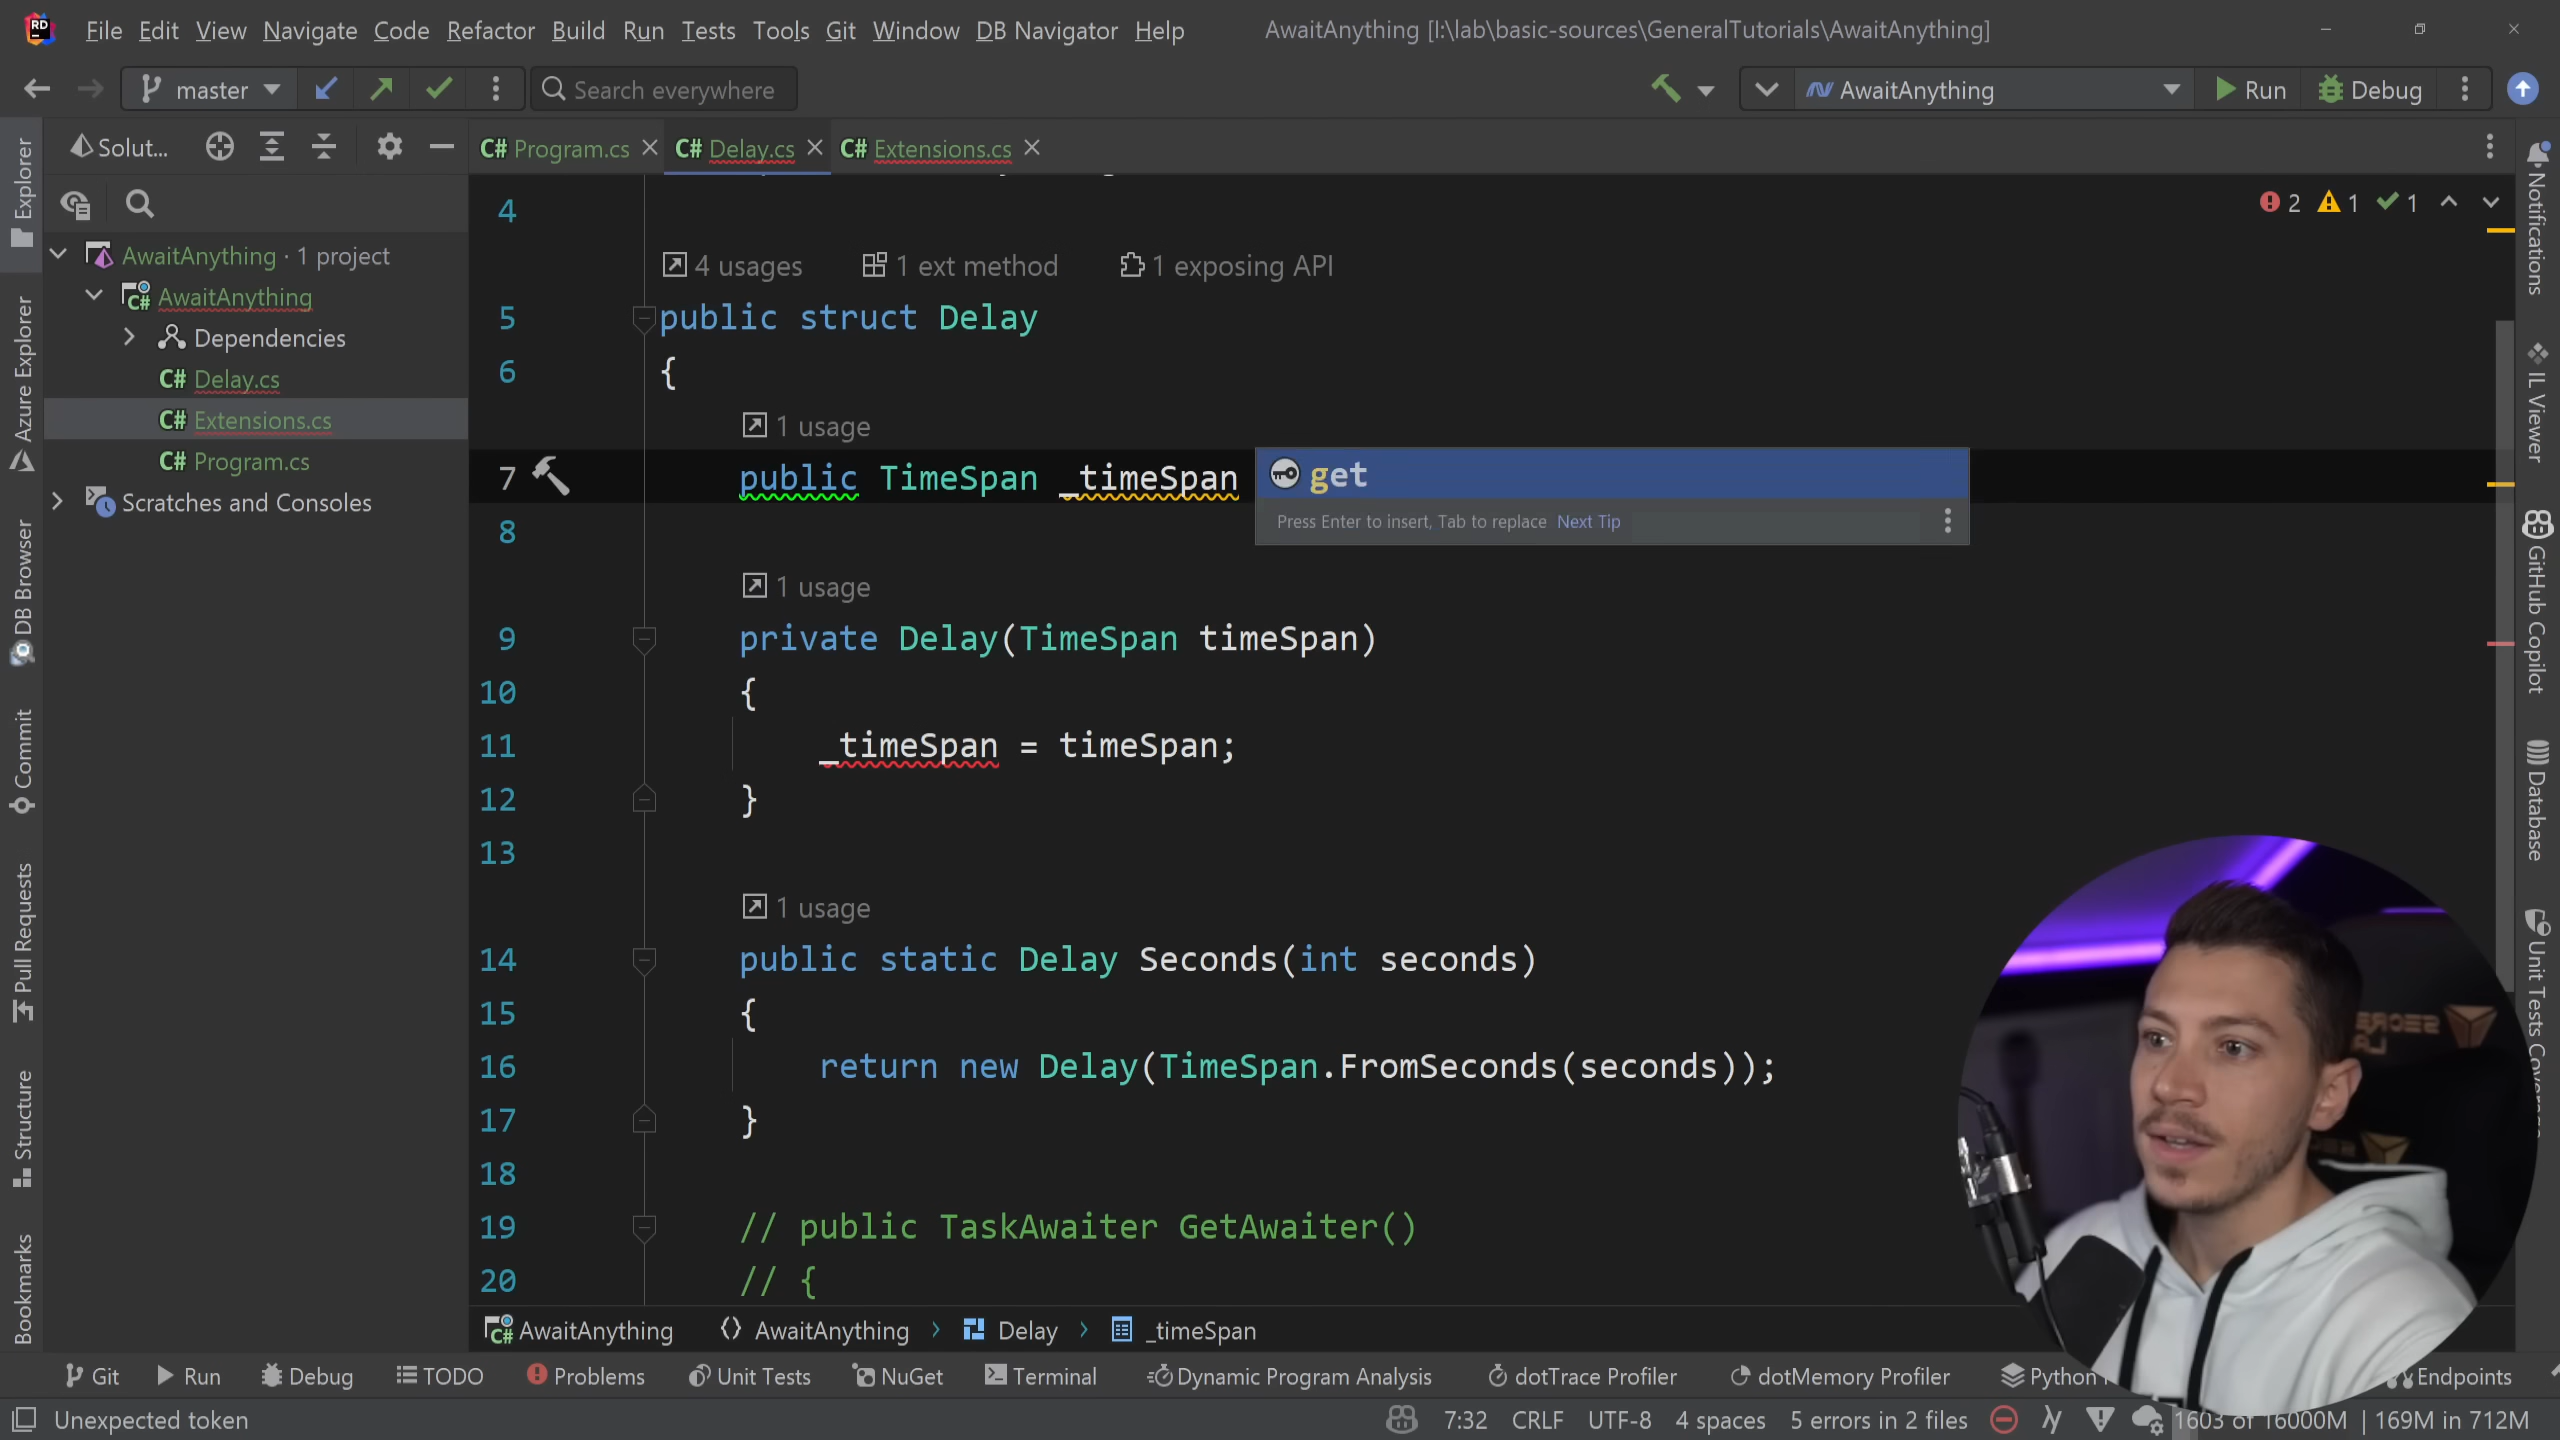 File Edit View Navigate Code Refactor Build Run Tests Tools Git Window DB Navigator Help AwaitAnything [I:\lab\basic-sources\GeneralTutorials\AwaitAnything]
master Search everywhere AwaitAnything Run Debug
Solut... C# Program.cs C# Delay.cs C# Extensions.cs
AwaitAnything · 1 project
C# AwaitAnything
Dependencies
C# Delay.cs
C# Extensions.cs
C# Program.cs
Scratches and Consoles
Explorer
Azure Explorer
DB Browser
Commit
Pull Requests
Structure
Bookmarks
2 1 1
4
4 usages 1 ext method 1 exposing API
5 public struct Delay
6 {
1 usage
7 public TimeSpan _timeSpan
get
Press Enter to insert, Tab to replace Next Tip
8
1 usage
9 private Delay(TimeSpan timeSpan)
10 {
11 _timeSpan = timeSpan;
12 }
13
1 usage
14 public static Delay Seconds(int seconds)
15 {
16 return new Delay(TimeSpan.FromSeconds(seconds));
17 }
18
19 // public TaskAwaiter GetAwaiter()
20 // {
Notifications
IL Viewer
GitHub Copilot
Database
Unit Tests
AwaitAnything AwaitAnything Delay _timeSpan
Git Run Debug TODO Problems Unit Tests NuGet Terminal Dynamic Program Analysis dotTrace Profiler dotMemory Profiler Python Endpoints
Unexpected token 7:32 CRLF UTF-8 4 spaces 5 errors in 2 files 1603 of 16000M | 169M in 712M